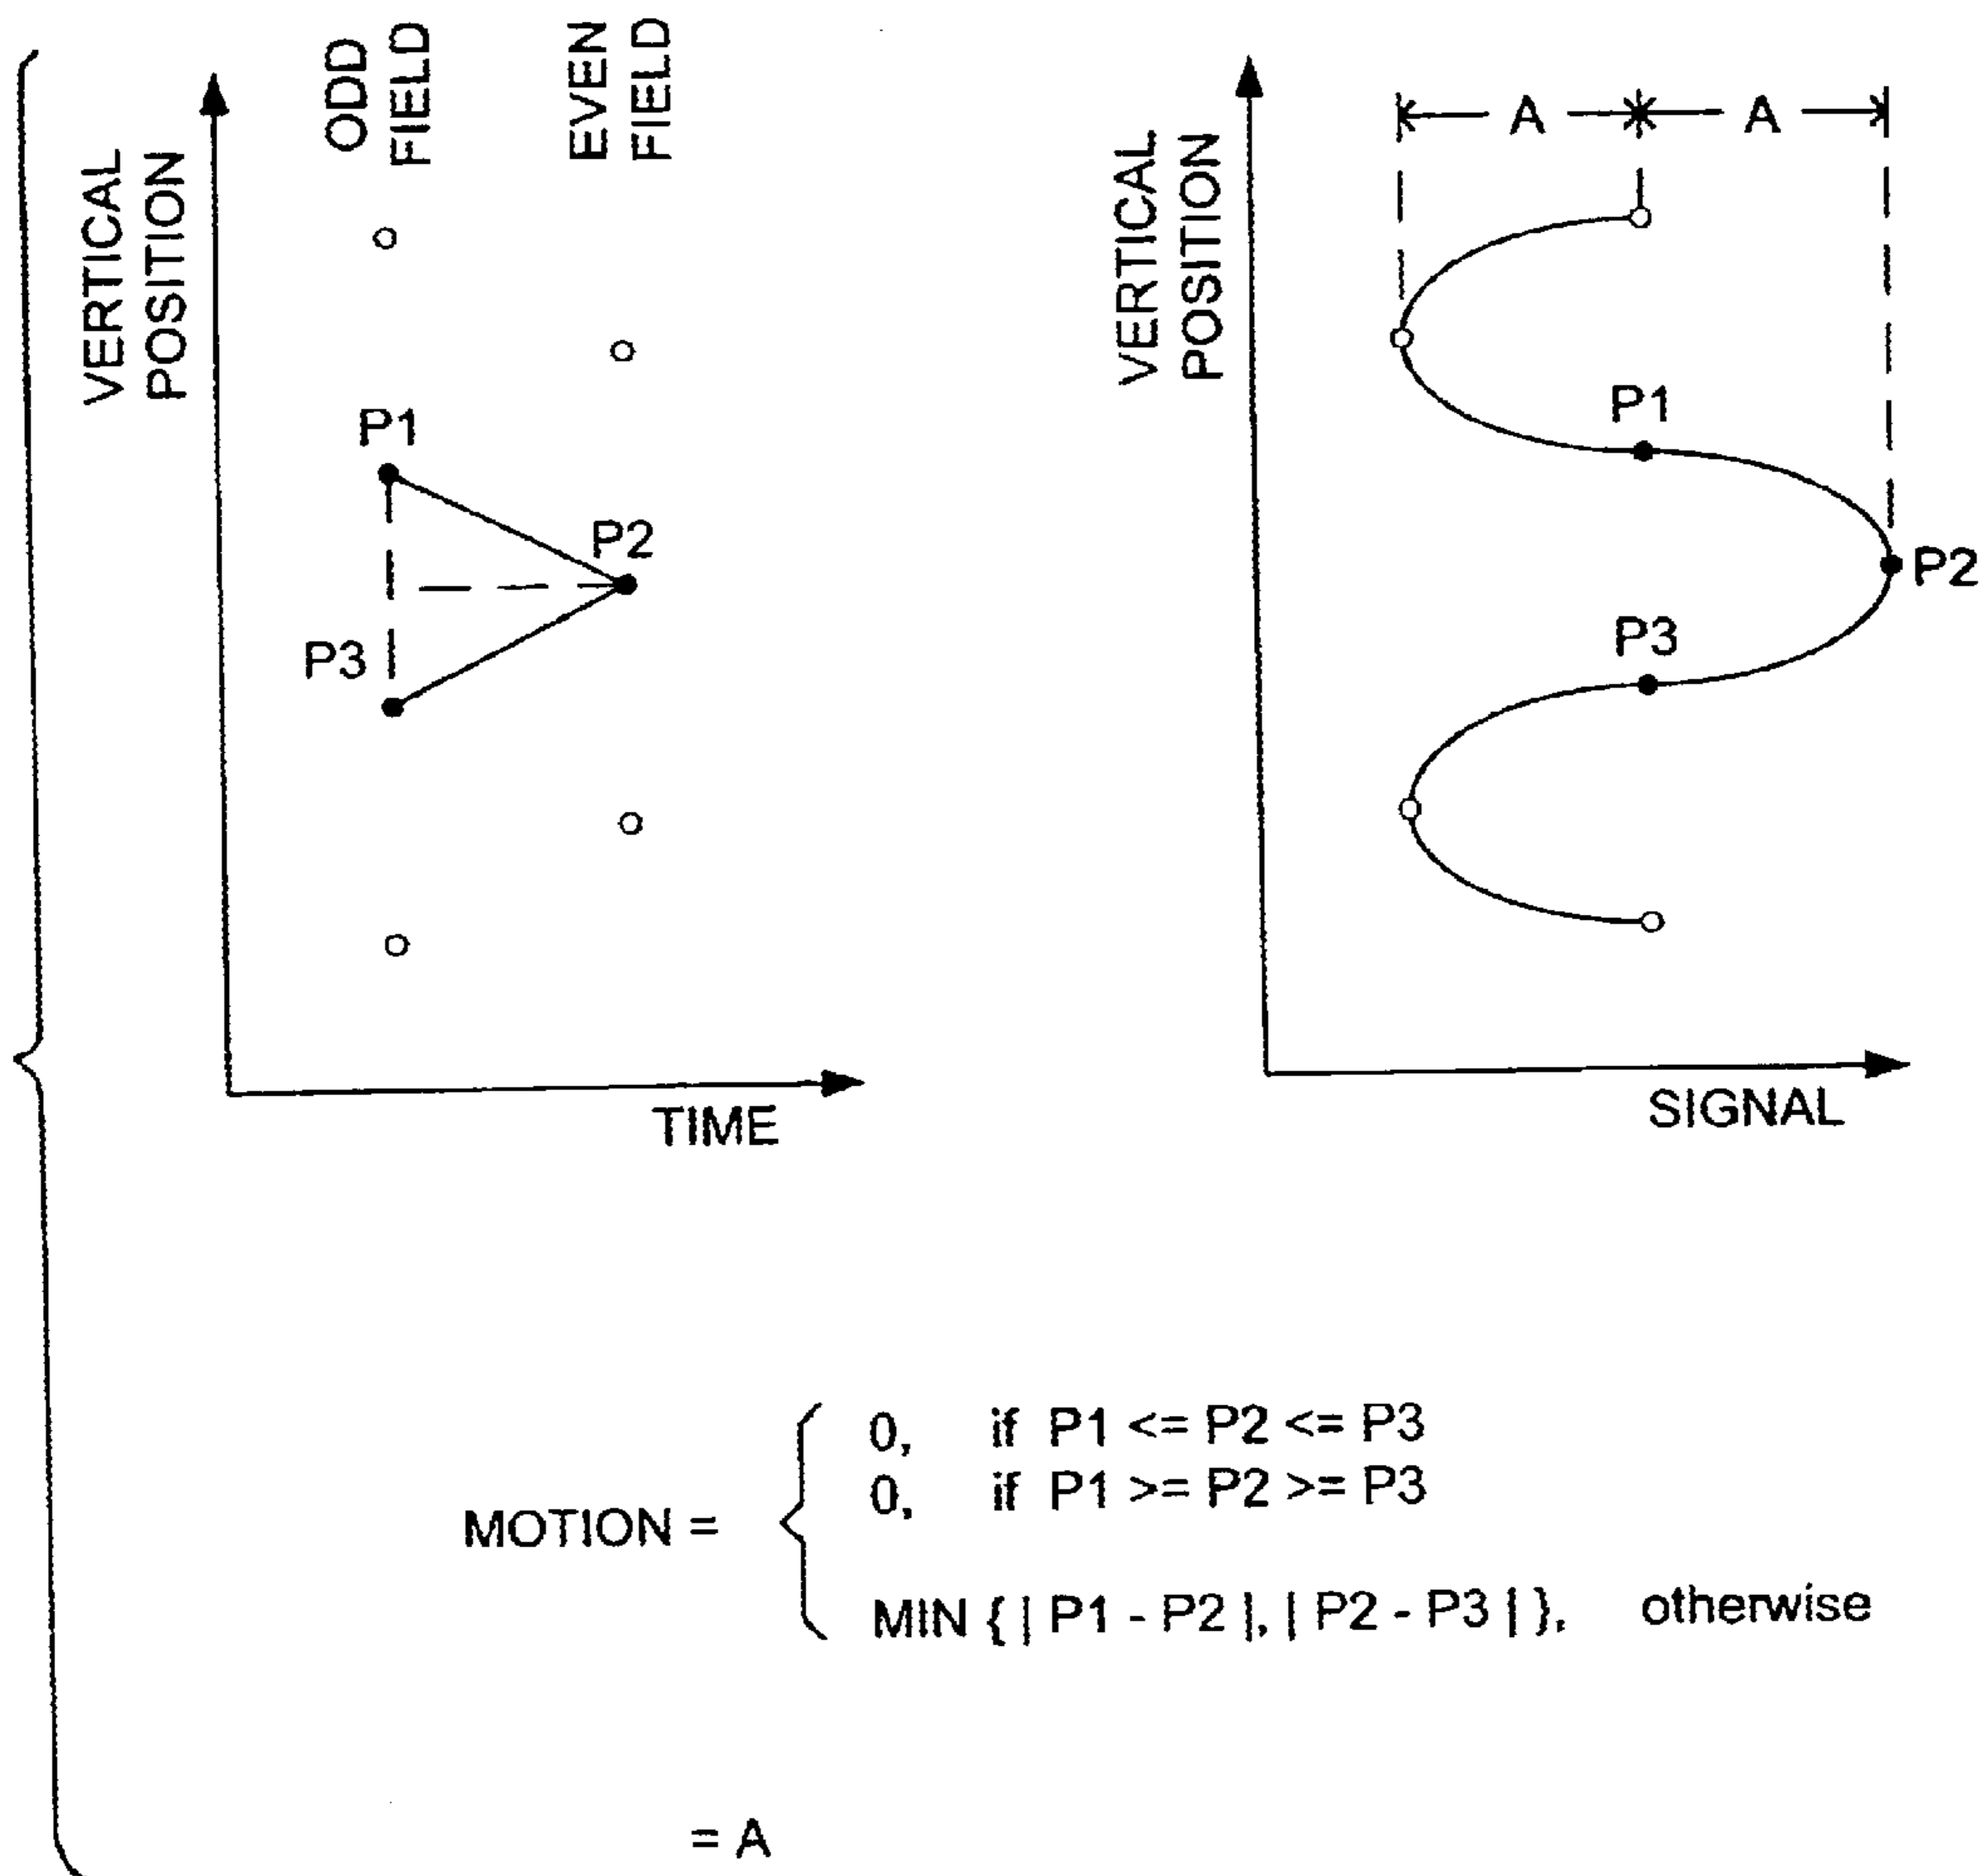 VERTICAL
POSITION
ODD
FIELD
EVEN
FIELD
P1
P2
P3
TIME
VERTICAL
POSITION
A
A
P1
P2
P3
SIGNAL
MOTION =
0, if P1 <= P2 <= P3
0, if P1 >= P2 >= P3
MIN { | P1 - P2 |, | P2 - P3 | }, otherwise
= A